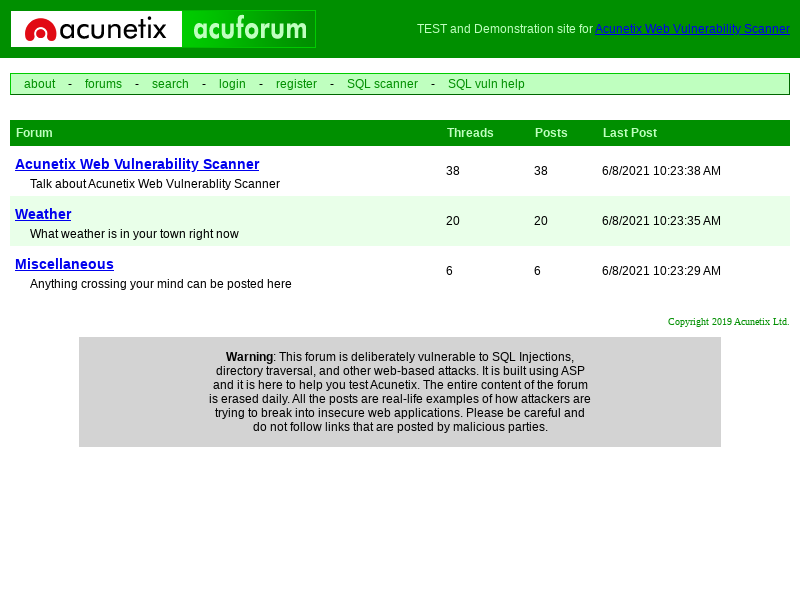 acunetix acuforum TEST and Demonstration site for Acunetix Web Vulnerability Scanner
about - forums - search - login - register - SQL scanner - SQL vuln help
Forum Threads Posts Last Post
Acunetix Web Vulnerability Scanner 38 38 6/8/2021 10:23:38 AM
Talk about Acunetix Web Vulnerablity Scanner
Weather 20 20 6/8/2021 10:23:35 AM
What weather is in your town right now
Miscellaneous 6 6 6/8/2021 10:23:29 AM
Anything crossing your mind can be posted here
Copyright 2019 Acunetix Ltd.
Warning: This forum is deliberately vulnerable to SQL Injections,
directory traversal, and other web-based attacks. It is built using ASP
and it is here to help you test Acunetix. The entire content of the forum
is erased daily. All the posts are real-life examples of how attackers are
trying to break into insecure web applications. Please be careful and
do not follow links that are posted by malicious parties.